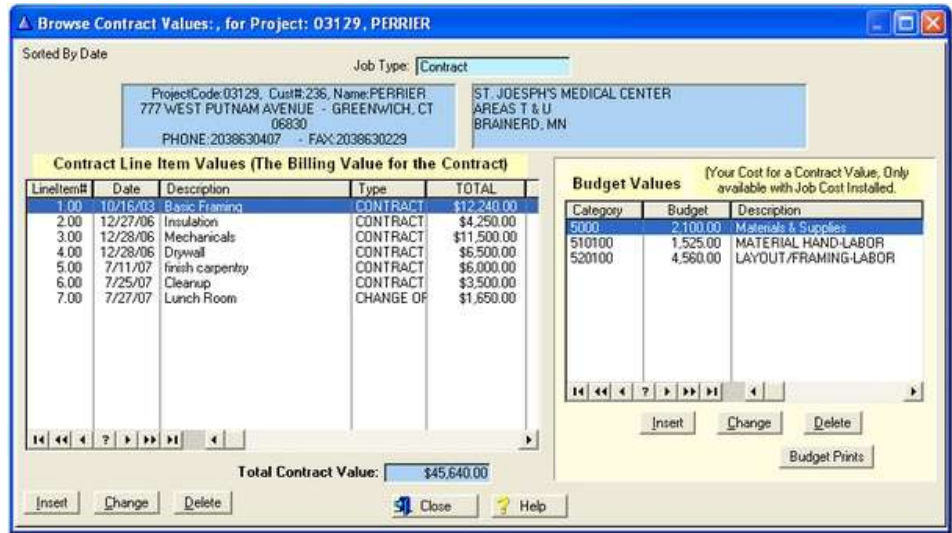 Browse Contract Values:, for Project: 03129, PERRIER
Sorted By Date
Job Type: Contract
ProjectCode:03129, Cust#:236, Name:PERRIER
777 WEST PUTNAM AVENUE - GREENWICH, CT
06830
PHONE:2038630407 - FAX:2038630229
ST. JOESPH'S MEDICAL CENTER
AREAS T & U
BRAINERD, MN
Contract Line Item Values (The Billing Value for the Contract)
LineItem# Date Description Type TOTAL
1.00 10/16/03 Basic Framing CONTRACT $12,240.00
2.00 12/27/06 Insulation CONTRACT $4,250.00
3.00 12/28/06 Mechanicals CONTRACT $11,500.00
4.00 12/28/06 Drywall CONTRACT $6,500.00
5.00 7/11/07 finish carpentry CONTRACT $6,000.00
6.00 7/25/07 Cleanup CONTRACT $3,500.00
7.00 7/27/07 Lunch Room CHANGE OF $1,650.00
?
Total Contract Value: $45,640.00
Insert Change Delete Close ? Help
Budget Values (Your Cost for a Contract Value, Only
available with Job Cost Installed.
Category Budget Description
5000 2,100.00 Materials & Supplies
510100 1,525.00 MATERIAL HAND-LABOR
520100 4,560.00 LAYOUT/FRAMING-LABOR
?
Insert Change Delete
Budget Prints